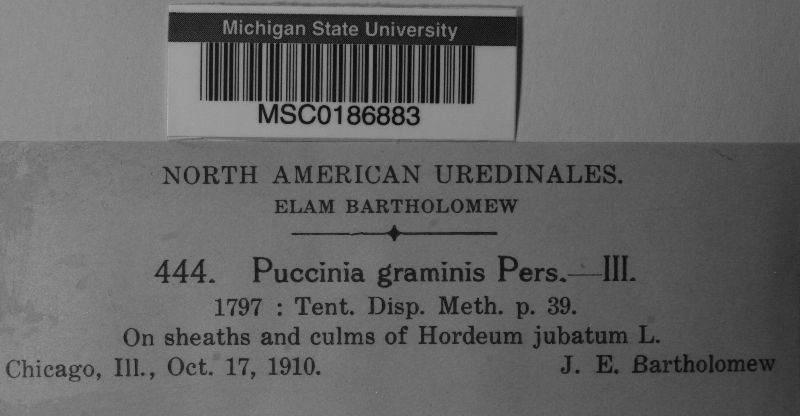 Michigan State University
MSC0186883
NORTH AMERICAN UREDINALES.
ELAM BARTHOLOMEW
444. Puccinia graminis Pers.—III.
1797 : Tent. Disp. Meth. p. 39.
On sheaths and culms of Hordeum jubatum L.
Chicago, Ill., Oct. 17, 1910. J. E. Bartholomew